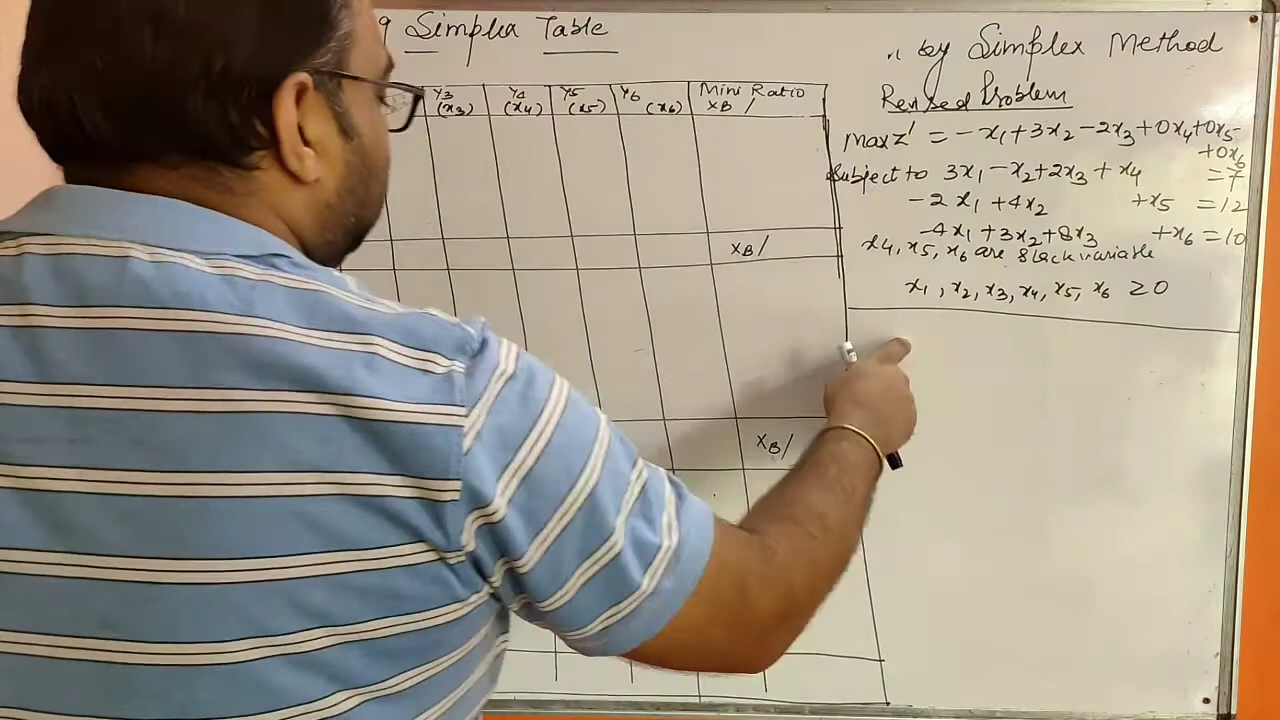 g Simplex Table
Y3 (x3) Y4 (x4) Y5 (x5) Y6 (x6) Mini Ratio XB /
XB /
XB /
by Simplex Method
Revised Problem
Max Z' = -x1 + 3x2 - 2x3 + 0x4 + 0x5
+0x6
Subject to 3x1 - x2 + 2x3 + x4 = 7
-2x1 + 4x2 + x5 = 12
-4x1 + 3x2 + 8x3 + x6 = 10
x4, x5, x6 are slack variable
x1, x2, x3, x4, x5, x6 ≥ 0